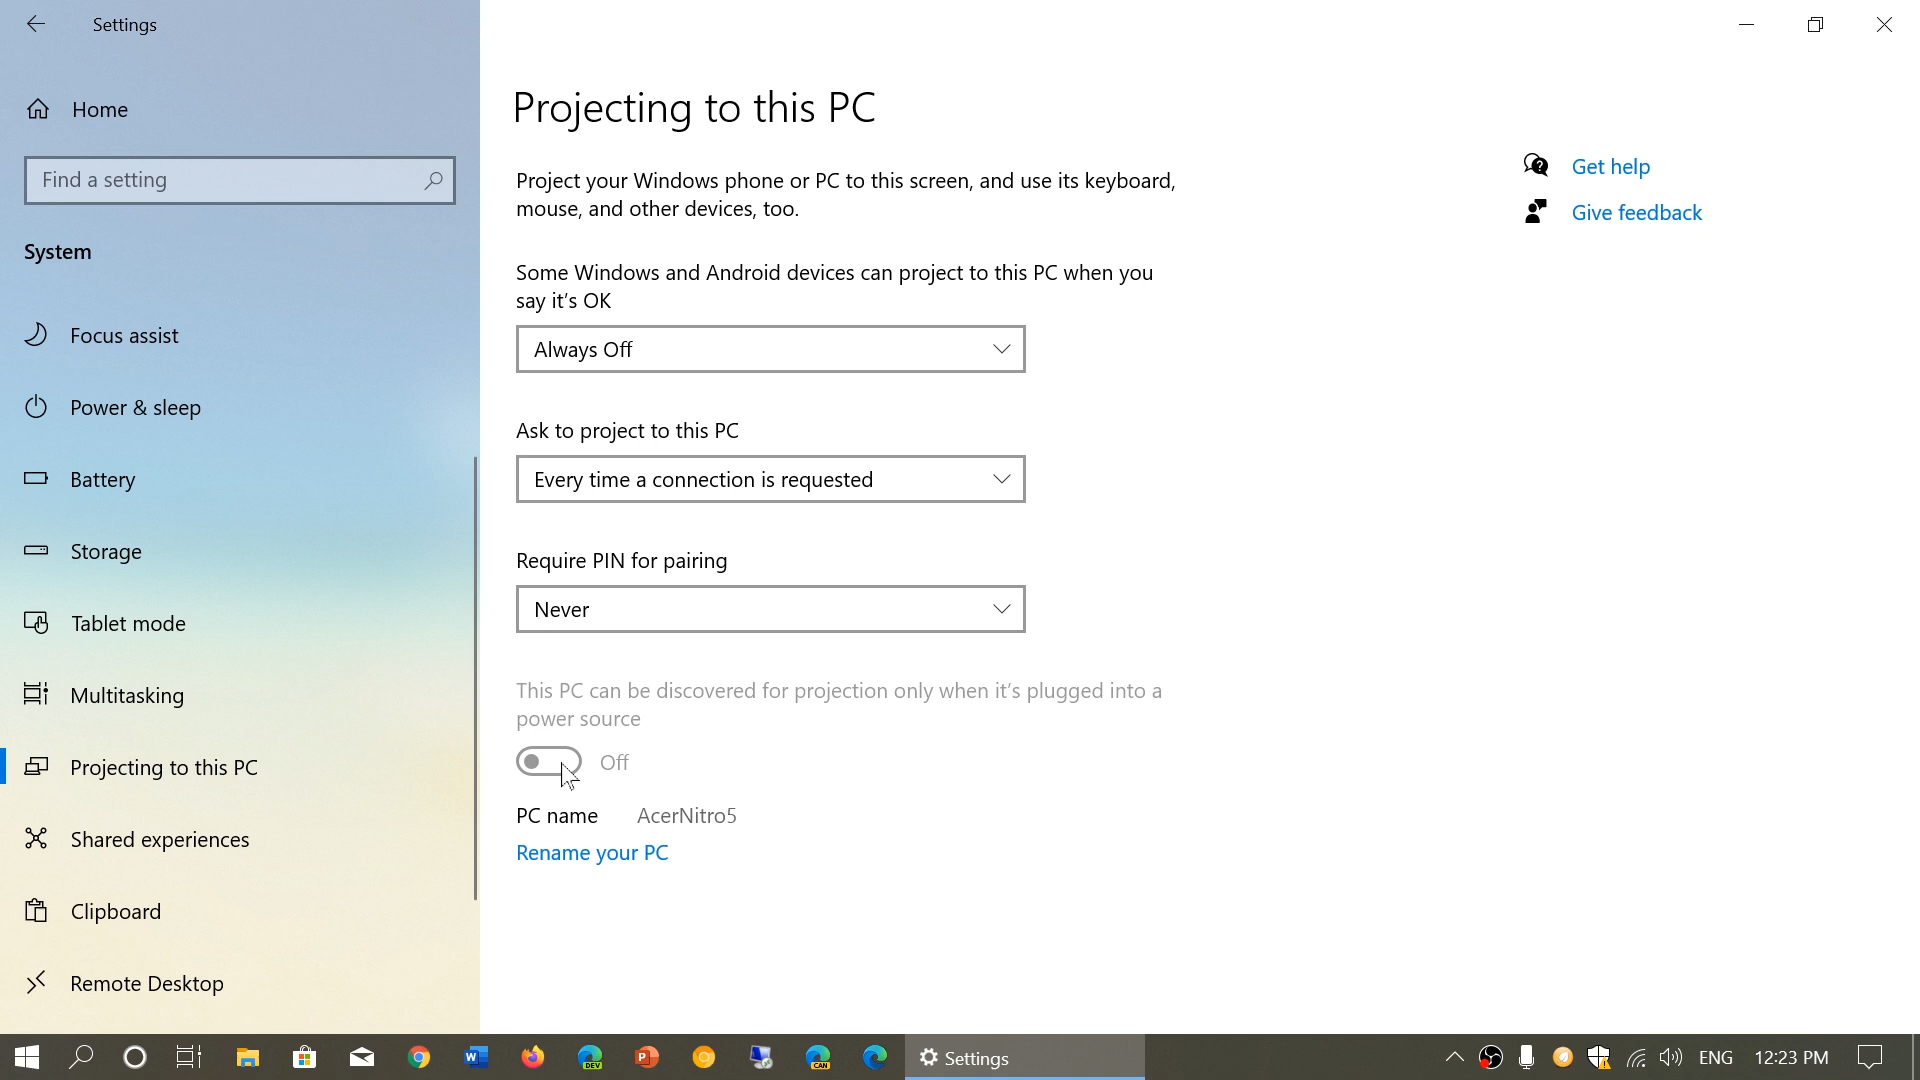 Settings
Home
Find a setting
System
Focus assist
Power & sleep
Battery
Storage
Tablet mode
Multitasking
Projecting to this PC
Shared experiences
Clipboard
Remote Desktop
Projecting to this PC
Project your Windows phone or PC to this screen, and use its keyboard,
mouse, and other devices, too.
Some Windows and Android devices can project to this PC when you
say it's OK
Always Off
Ask to project to this PC
Every time a connection is requested
Require PIN for pairing
Never
This PC can be discovered for projection only when it's plugged into a
power source
Off
PC name AcerNitro5
Rename your PC
Get help
Give feedback
W
DEV
P
CAN
Settings
ENG
12:23 PM